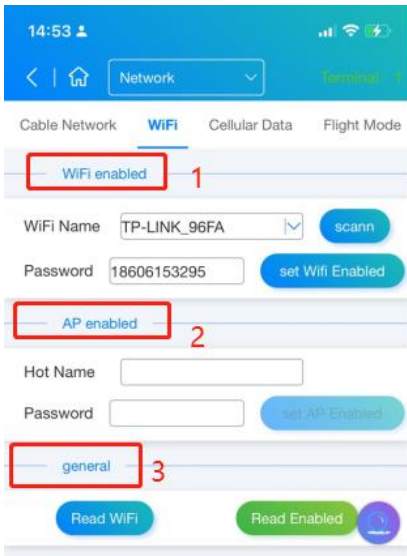 14:53
Network
Terminal: 1
Cable Network WiFi Cellular Data Flight Mode
WiFi enabled 1
WiFi Name TP-LINK_96FA scann
Password 18606153295 set Wifi Enabled
AP enabled 2
Hot Name
Password set AP Enabled
general 3
Read WiFi Read Enabled